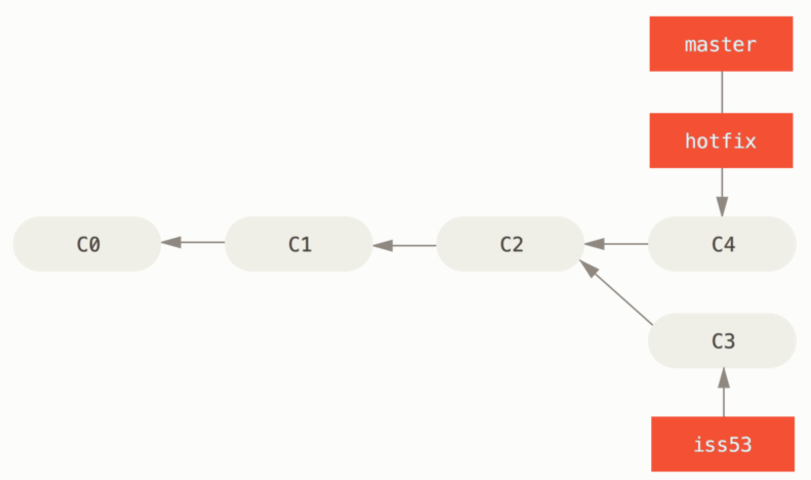 master
hotfix
C0
C1
C2
C4
C3
iss53